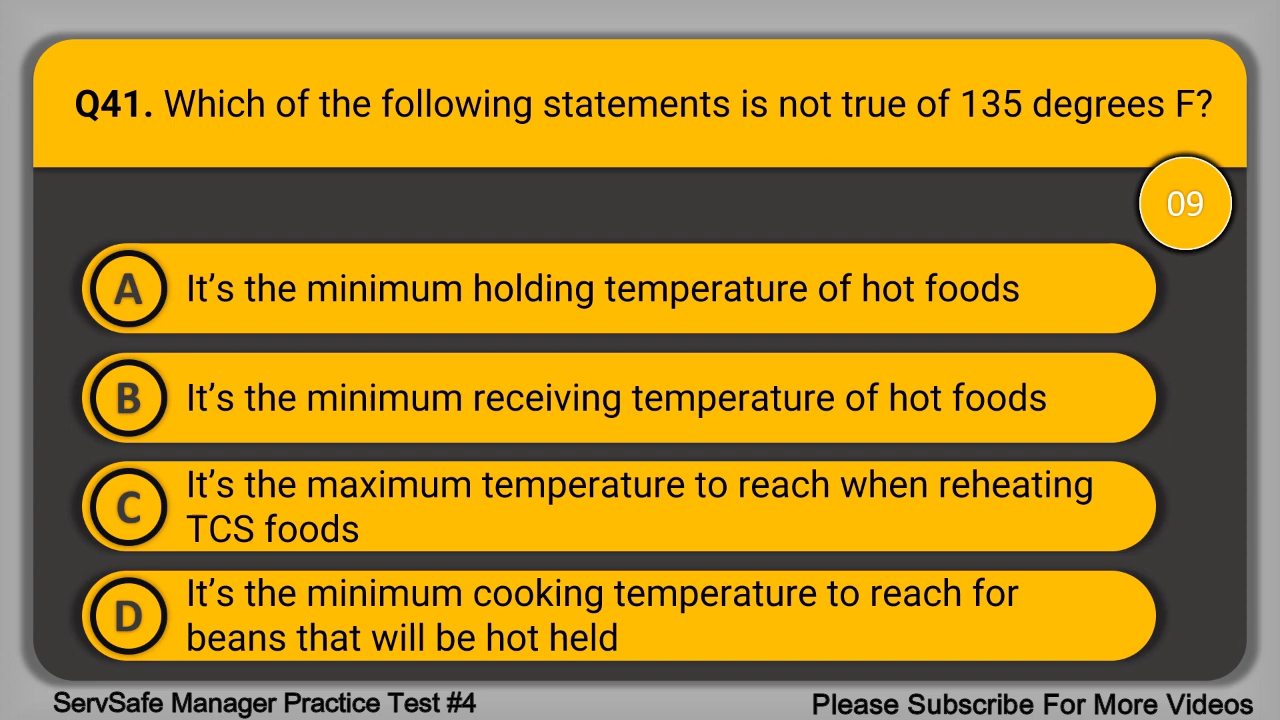 Q41. Which of the following statements is not true of 135 degrees F?
09
A It’s the minimum holding temperature of hot foods
B It’s the minimum receiving temperature of hot foods
C It’s the maximum temperature to reach when reheating
TCS foods
D It’s the minimum cooking temperature to reach for
beans that will be hot held
ServSafe Manager Practice Test #4
Please Subscribe For More Videos